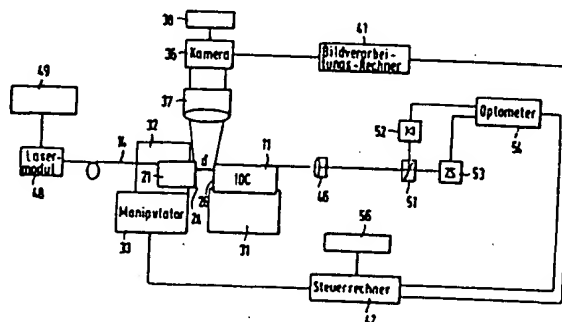 38
36
Kamera
41
Bildverarbei-
tungs-Rechner
49
37
32
52
Optometer
54
14
Laser-
modul
48
21
d
11
IOC
24
26
46
51
53
Manipulator
33
31
56
Steuerrechner
42